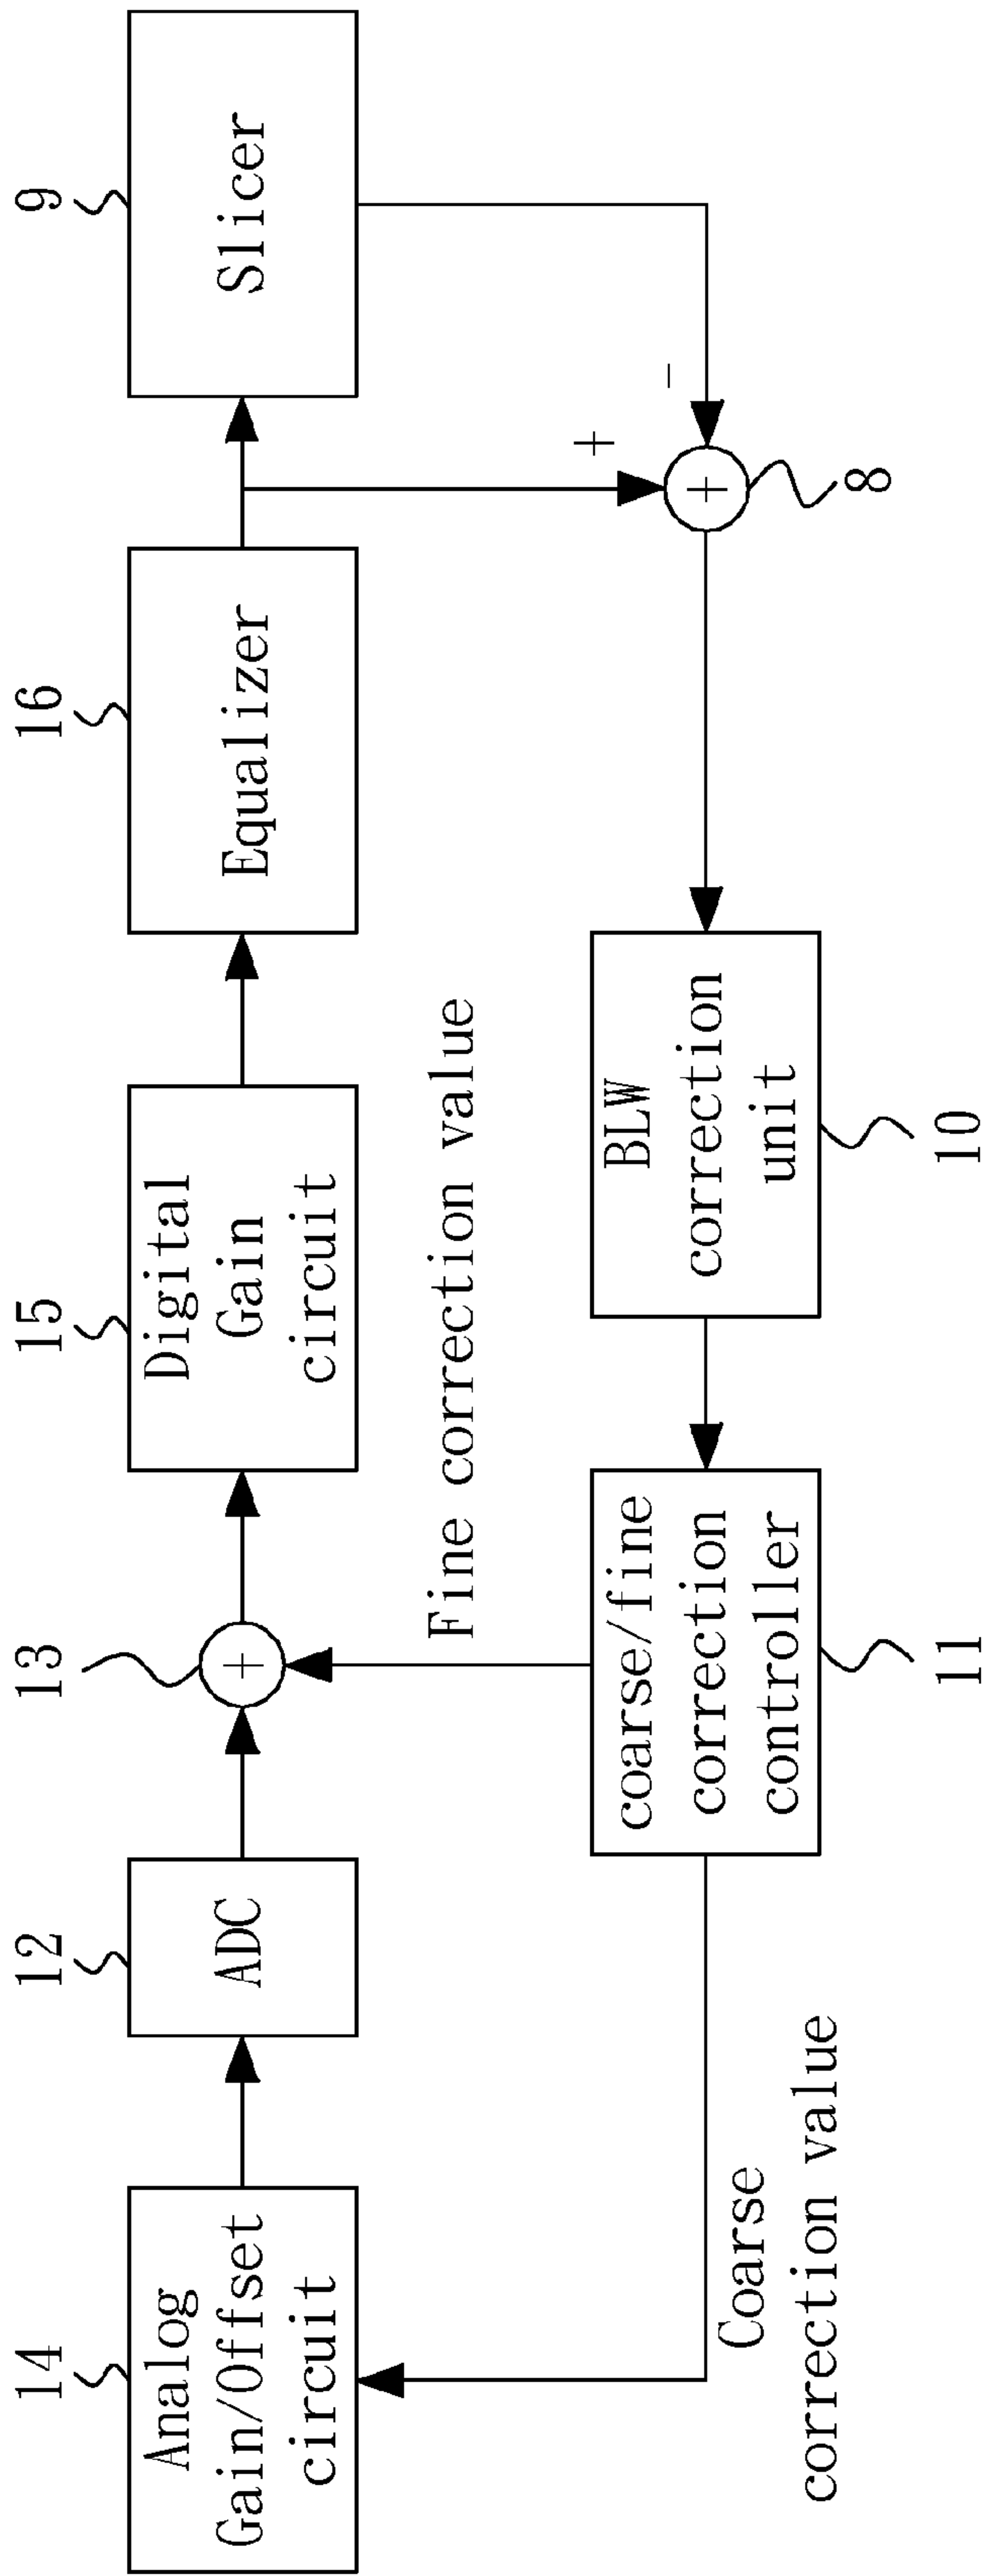 14
Analog
Gain/Offset
circuit
12
ADC
13
+
15
Digital
Gain
circuit
16
Equalizer
9
Slicer
Fine correction value
+
-
+
8
Coarse
correction value
coarse/fine
correction
controller
11
BLW
correction
unit
10